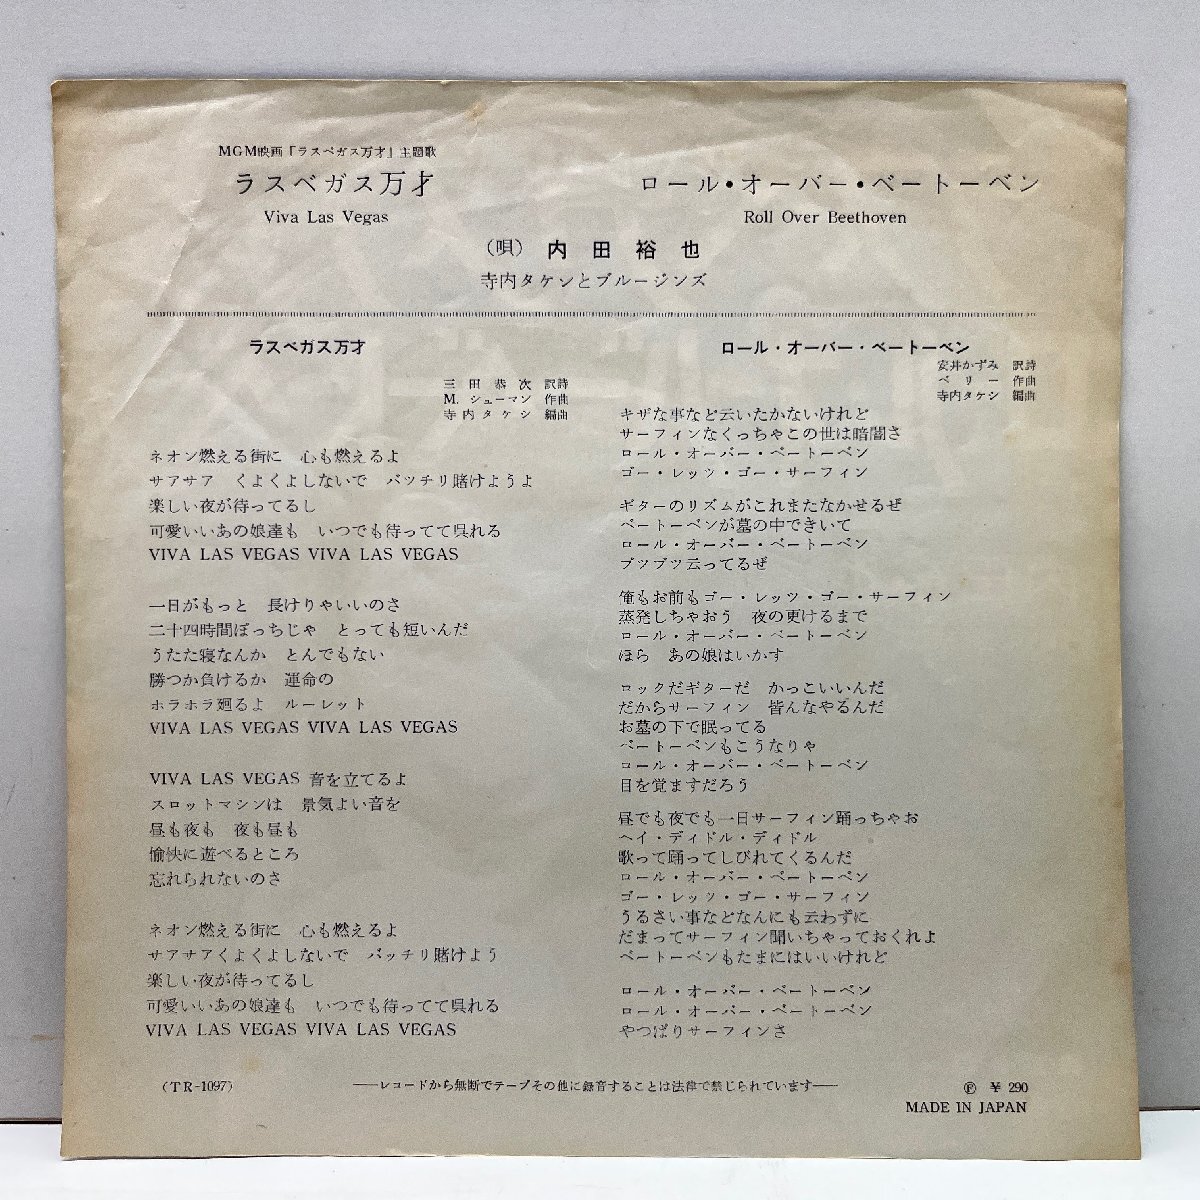 MGM映画『ラスベガス万才』主題歌
ラスベガス万才
Viva Las Vegas
ロール・オーバー・ベートーベン
Roll Over Beethoven
(唄) 内田裕也
寺内タケシとブルージンズ
ラスベガス万才
三田恭次 訳詩
M. シューマン 作曲
寺内タケシ 編曲
ネオン燃える街に 心も燃えるよ
サアサア くよくよしないで バッチリ賭けようよ
楽しい夜が待ってるし
可愛いいあの娘達も いつでも待ってて呉れる
VIVA LAS VEGAS VIVA LAS VEGAS
一日がもっと 長けりゃいいのさ
二十四時間ぽっちじゃ とっても短いんだ
うたた寝なんか とんでもない
勝つか負けるか 運命の
ホラホラ廻るよ ルーレット
VIVA LAS VEGAS VIVA LAS VEGAS
VIVA LAS VEGAS 音を立てるよ
スロットマシンは 景気よい音を
昼も夜も 夜も昼も
愉快に遊べるところ
忘れられないのさ
ネオン燃える街に 心も燃えるよ
サアサアくよくよしないで バッチリ賭けよう
楽しい夜が待ってるし
可愛いいあの娘達も いつでも待ってて呉れる
VIVA LAS VEGAS VIVA LAS VEGAS
ロール・オーバー・ベートーベン
安井かずみ 訳詩
ベリー 作曲
寺内タケシ 編曲
キザな事など云いたかないけれど
サーフィンなくっちゃこの世は暗闇さ
ロール・オーバー・ベートーベン
ゴー・レッツ・ゴー・サーフィン
ギターのリズムがこれまたなかせるぜ
ベートーベンが墓の中できいて
ロール・オーバー・ベートーベン
ブツブツ云ってるぜ
俺もお前もゴー・レッツ・ゴー・サーフィン
蒸発しちゃおう 夜の更けるまで
ロール・オーバー・ベートーベン
ほら あの娘はいかす
ロックだギターだ かっこいいんだ
だからサーフィン 皆んなやるんだ
お墓の下で眠ってる
ベートーベンもこうなりゃ
ロール・オーバー・ベートーベン
目を覚ますだろう
昼でも夜でも一日サーフィン踊っちゃお
ヘイ・ディドル・ディドル
歌って踊ってしびれてくるんだ
ロール・オーバー・ベートーベン
ゴー・レッツ・ゴー・サーフィン
うるさい事などなんにも云わずに
だまってサーフィン聞いちゃっておくれよ
ベートーベンもたまにはいいけれど
ロール・オーバー・ベートーベン
ロール・オーバー・ベートーベン
やっぱりサーフィンさ
(TR-1097)
――レコードから無断でテープその他に録音することは法律で禁じられています――
Ⓟ ¥ 290
MADE IN JAPAN